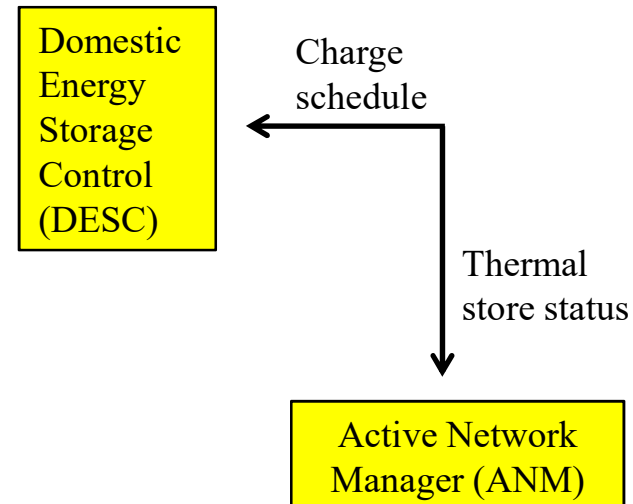 Domestic
Energy
Storage
Control
(DESC)
Charge
schedule
Thermal
store status
Active Network
Manager (ANM)